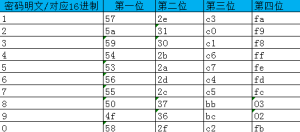 密码明文/对应16进制 第一位 第二位 第三位 第四位
1 57 2e c3 fa
2 5a 31 c0 f9
3 59 30 c1 f8
4 54 2b c6 ff
5 53 2a c7 fe
6 56 2d c4 fd
7 55 2c c5 fc
8 50 37 bb 03
9 4f 36 bc 02
0 58 2f c2 fb